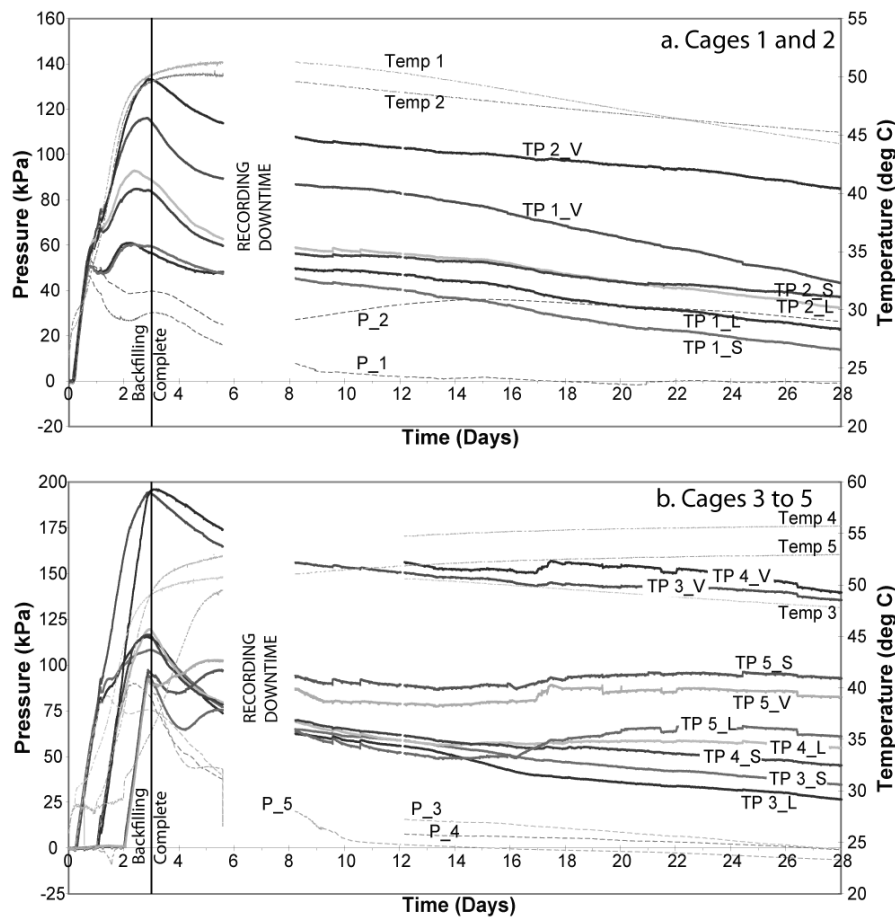 a. Cages 1 and 2
Pressure (kPa)
160
140
120
100
80
60
40
20
0
-20
55
50
45
40
35
30
25
20
Temperature (deg C)
Temp 1
Temp 2
TP 2_V
TP 1_V
TP 2_S
TP 2_L
TP 1_L
TP 1_S
P_2
P_1
RECORDING
DOWNTIME
Backfilling
Complete
0 2 4 6 8 10 12 14 16 18 20 22 24 26 28
Time (Days)
b. Cages 3 to 5
Pressure (kPa)
200
175
150
125
100
75
50
25
0
-25
60
55
50
45
40
35
30
25
20
Temperature (deg C)
Temp 4
Temp 5
TP 4_V
TP 3_V
Temp 3
TP 5_S
TP 5_V
TP 5_L
TP 4_L
TP 4_S
TP 3_S
TP 3_L
P_5
P_3
P_4
RECORDING
DOWNTIME
Backfilling
Complete
0 2 4 6 8 10 12 14 16 18 20 22 24 26 28
Time (Days)